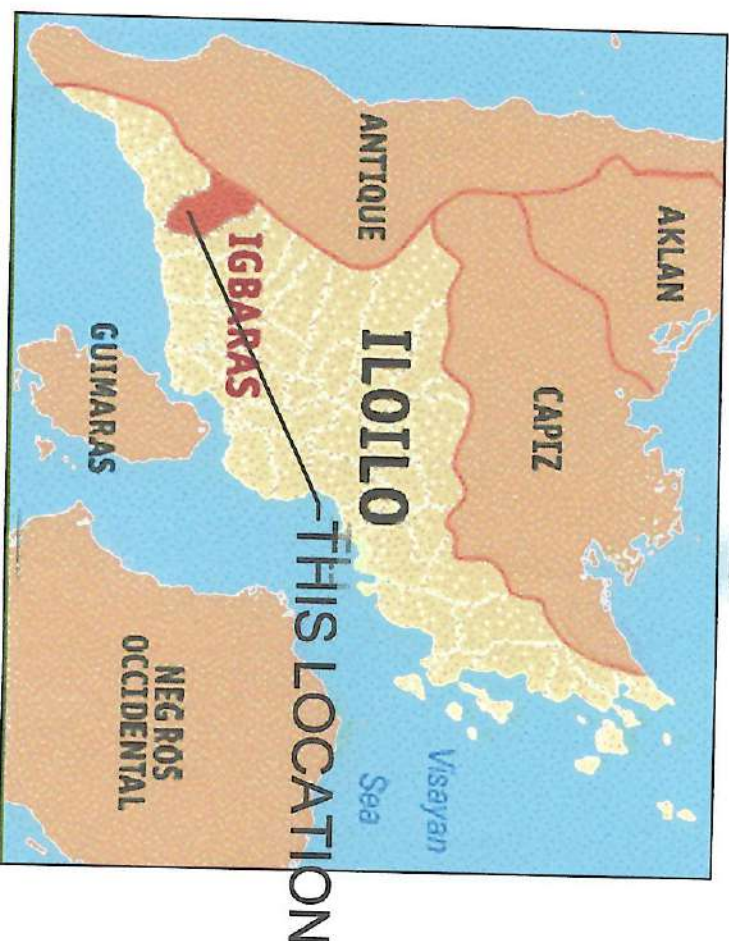 AKLAN
ANTIQUE
CAPIZ
ILOILO
IGBARAS
THIS LOCATION
Visayan
Sea
GUIMARAS
NEGROS
OCCIDENTAL